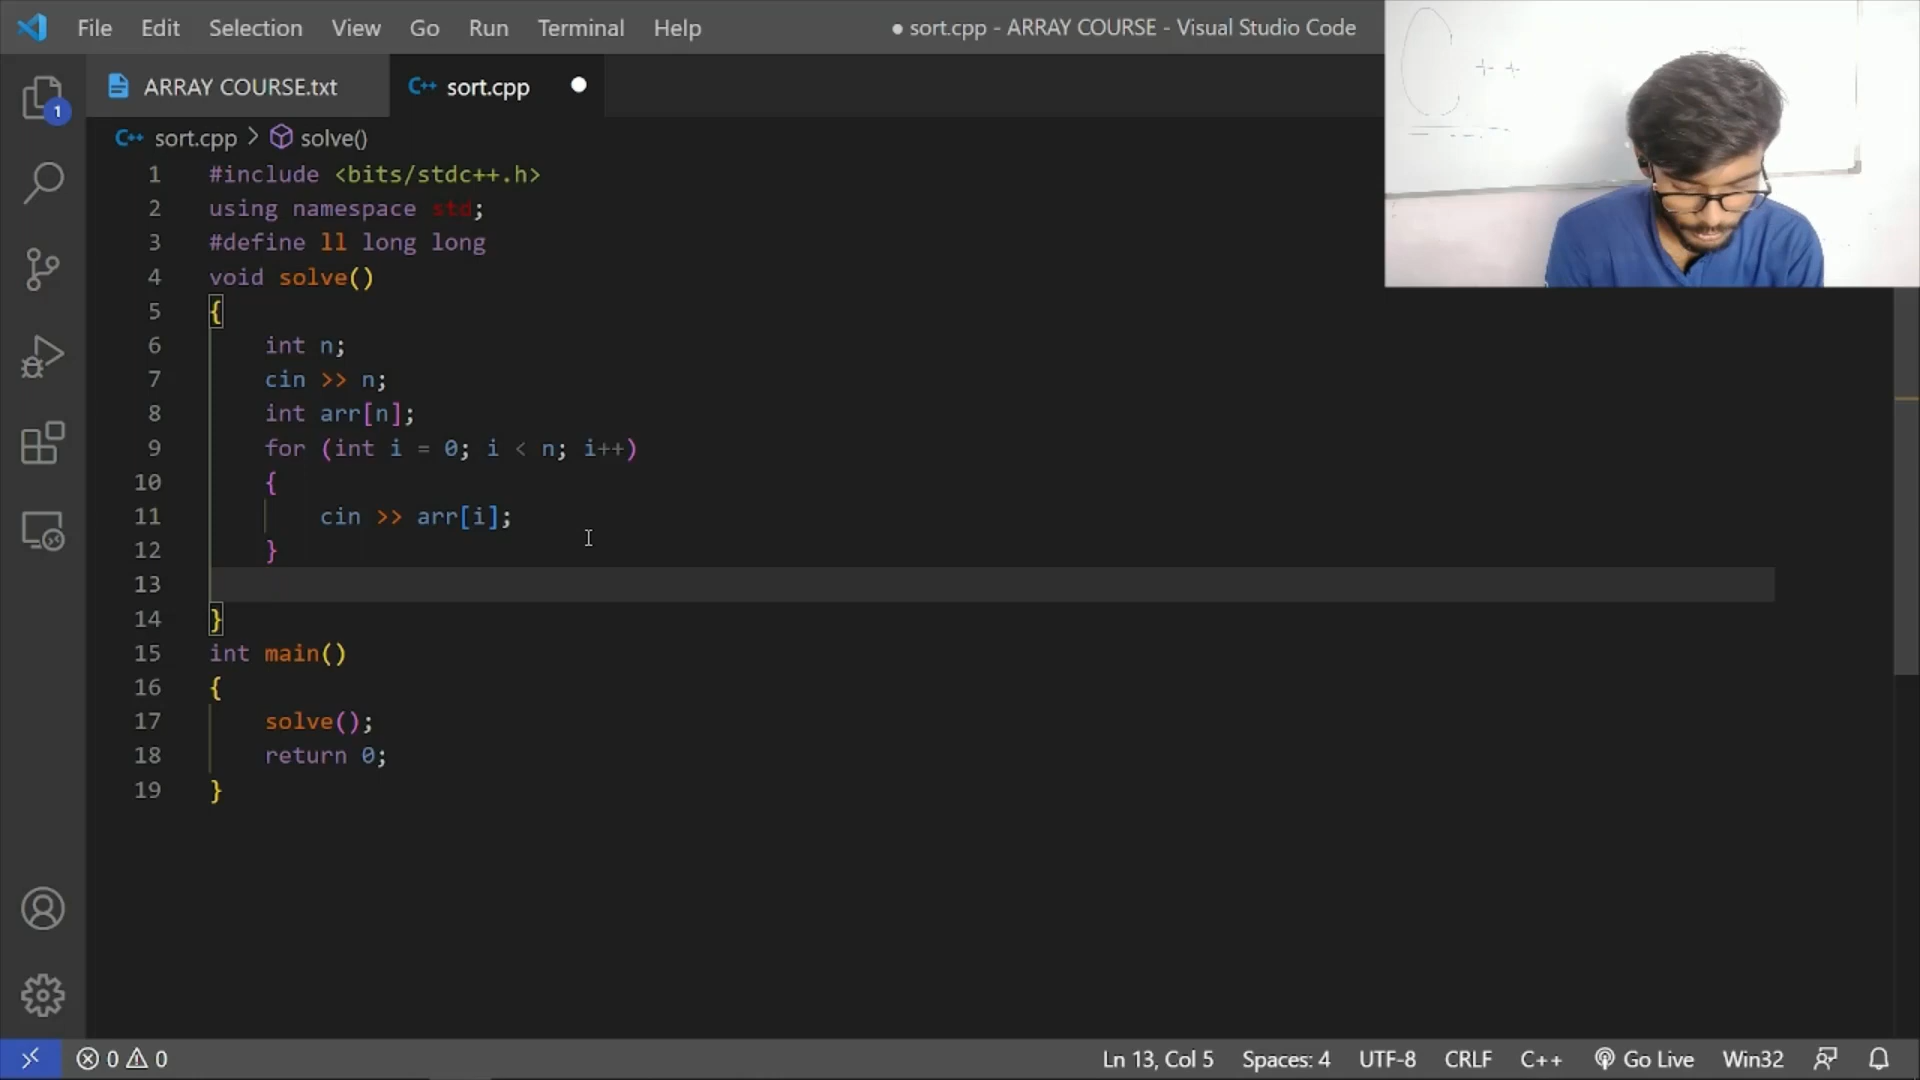 File Edit Selection View Go Run Terminal Help
● sort.cpp - ARRAY COURSE - Visual Studio Code
C ++
1
ARRAY COURSE.txt
C++ sort.cpp ●
C++ sort.cpp > solve()
1 #include <bits/stdc++.h>
2 using namespace std;
3 #define ll long long
4 void solve()
5 {
6 int n;
7 cin >> n;
8 int arr[n];
9 for (int i = 0; i < n; i++)
10 {
11 cin >> arr[i];
12 }
13
14 }
15 int main()
16 {
17 solve();
18 return 0;
19 }
0 0
Ln 13, Col 5 Spaces: 4 UTF-8 CRLF C++ Go Live Win32